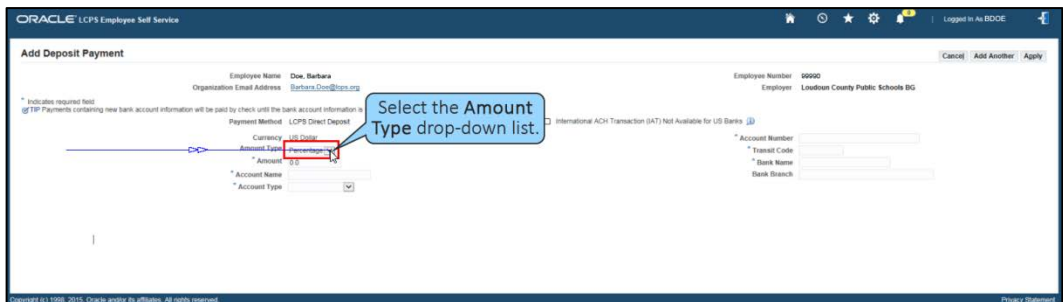 ORACLE® LCPS Employee Self Service
Logged In As BDOE
Add Deposit Payment
Cancel Add Another Apply
Employee Name Doe, Barbara
Employee Number 99990
Organization Email Address Barbara.Doe@lcps.org
Employer Loudoun County Public Schools BG
* Indicates required field
TIP Payments containing new bank account information will be paid by check until the bank account information is
Select the Amount Type drop-down list.
Payment Method LCPS Direct Deposit
International ACH Transaction (IAT) Not Available for US Banks
Currency US Dollar
* Account Number
Amount Type Percentage
* Transit Code
* Amount 0.0
* Bank Name
* Account Name
Bank Branch
* Account Type
Copyright (c) 1998, 2015, Oracle and/or its affiliates. All rights reserved.
Privacy Statement